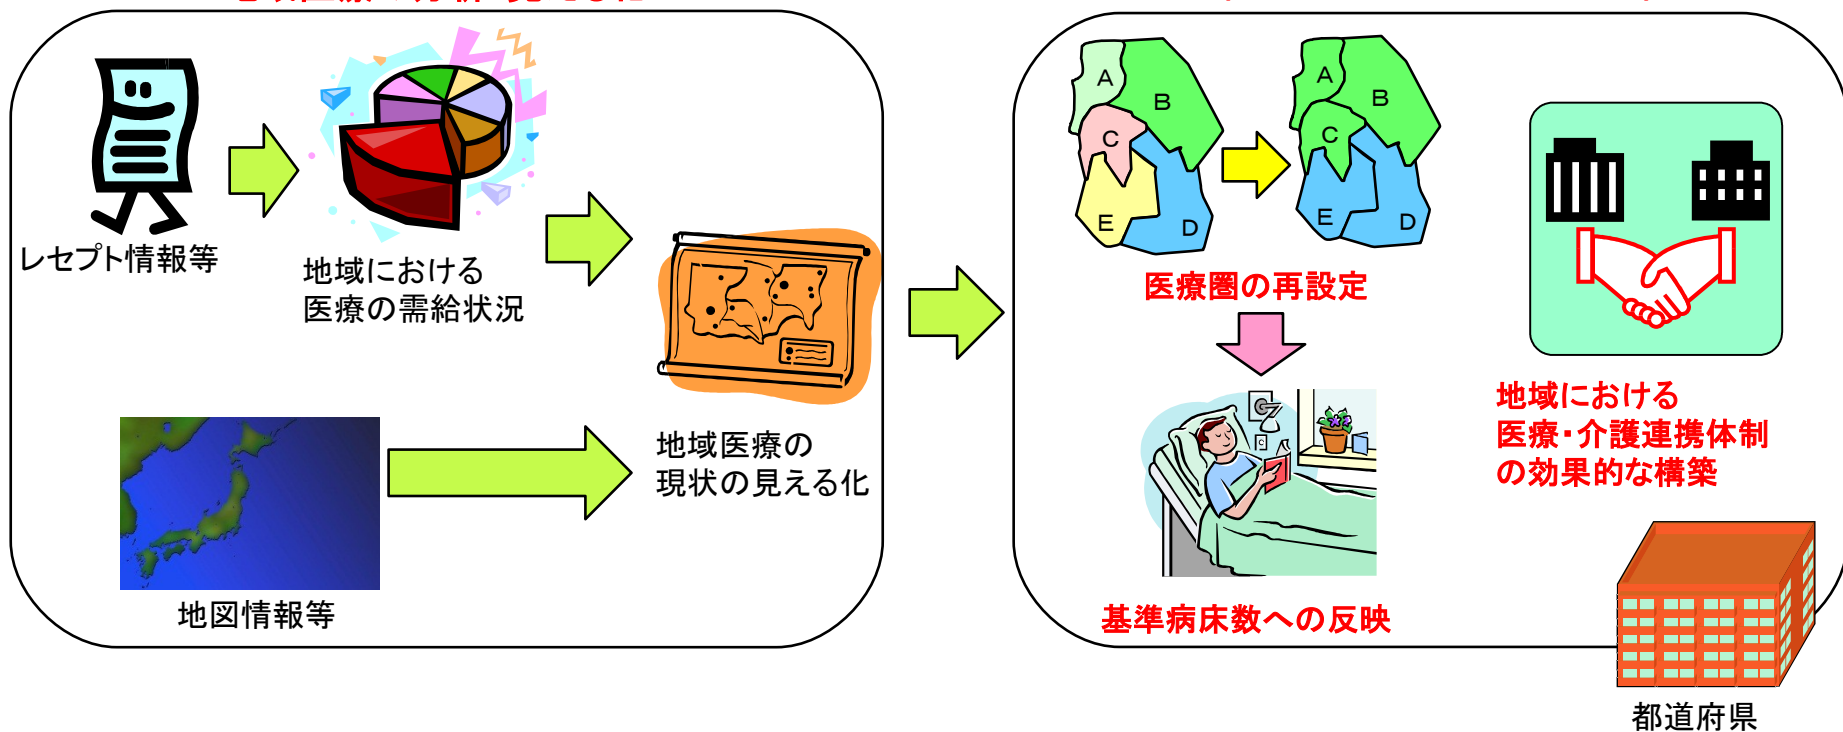 レセプト情報等
地域における
医療の需給状況
地域医療の
現状の見える化
地図情報等
A
B
C
E
D
A
B
C
E
D
医療圏の再設定
基準病床数への反映
地域における
医療・介護連携体制
の効果的な構築
都道府県